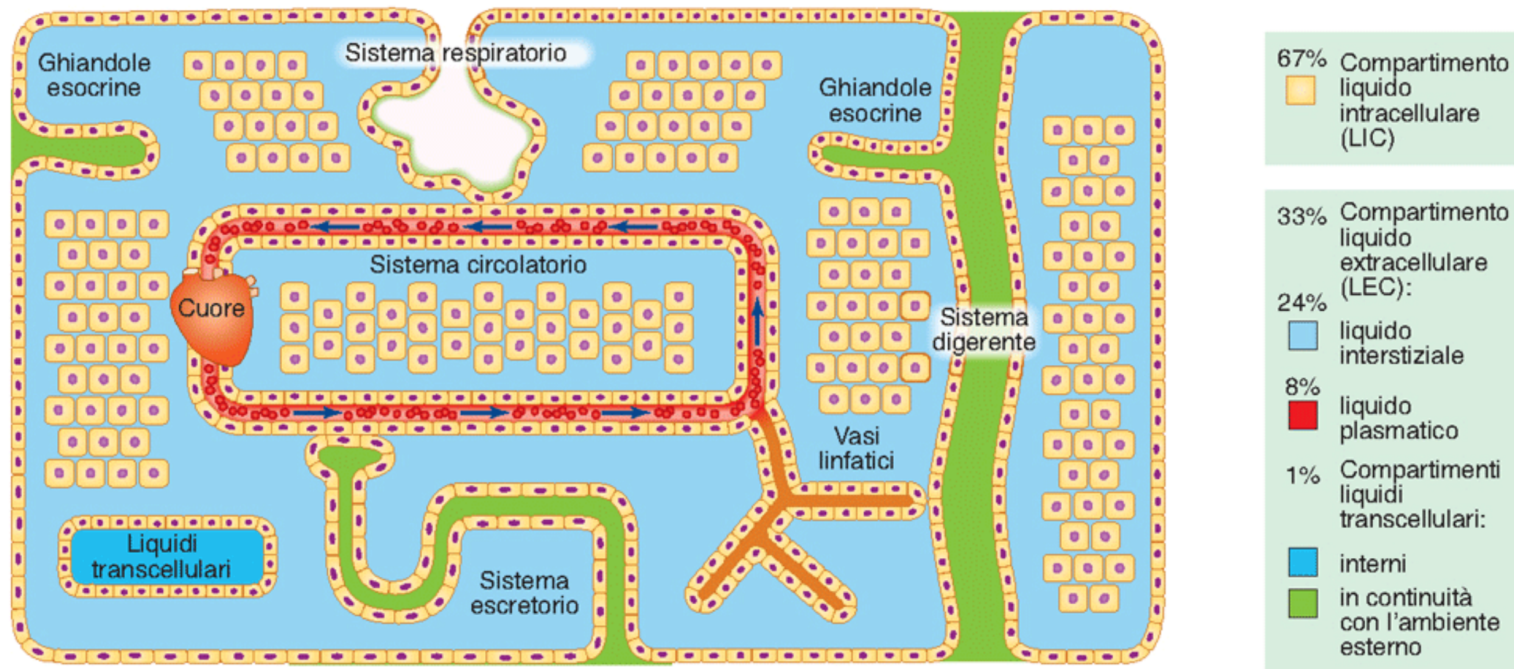 Ghiandole
esocrine
Sistema respiratorio
Ghiandole
esocrine
Sistema circolatorio
Cuore
Sistema
digerente
Vasi
linfatici
Liquidi
transcellulari
Sistema
escretorio
67% Compartimento
liquido
intracellulare
(LIC)
33% Compartimento
liquido
extracellulare
(LEC):
24%
liquido
interstiziale
8%
liquido
plasmatico
1% Compartimenti
liquidi
transcellulari:
interni
in continuità
con l'ambiente
esterno